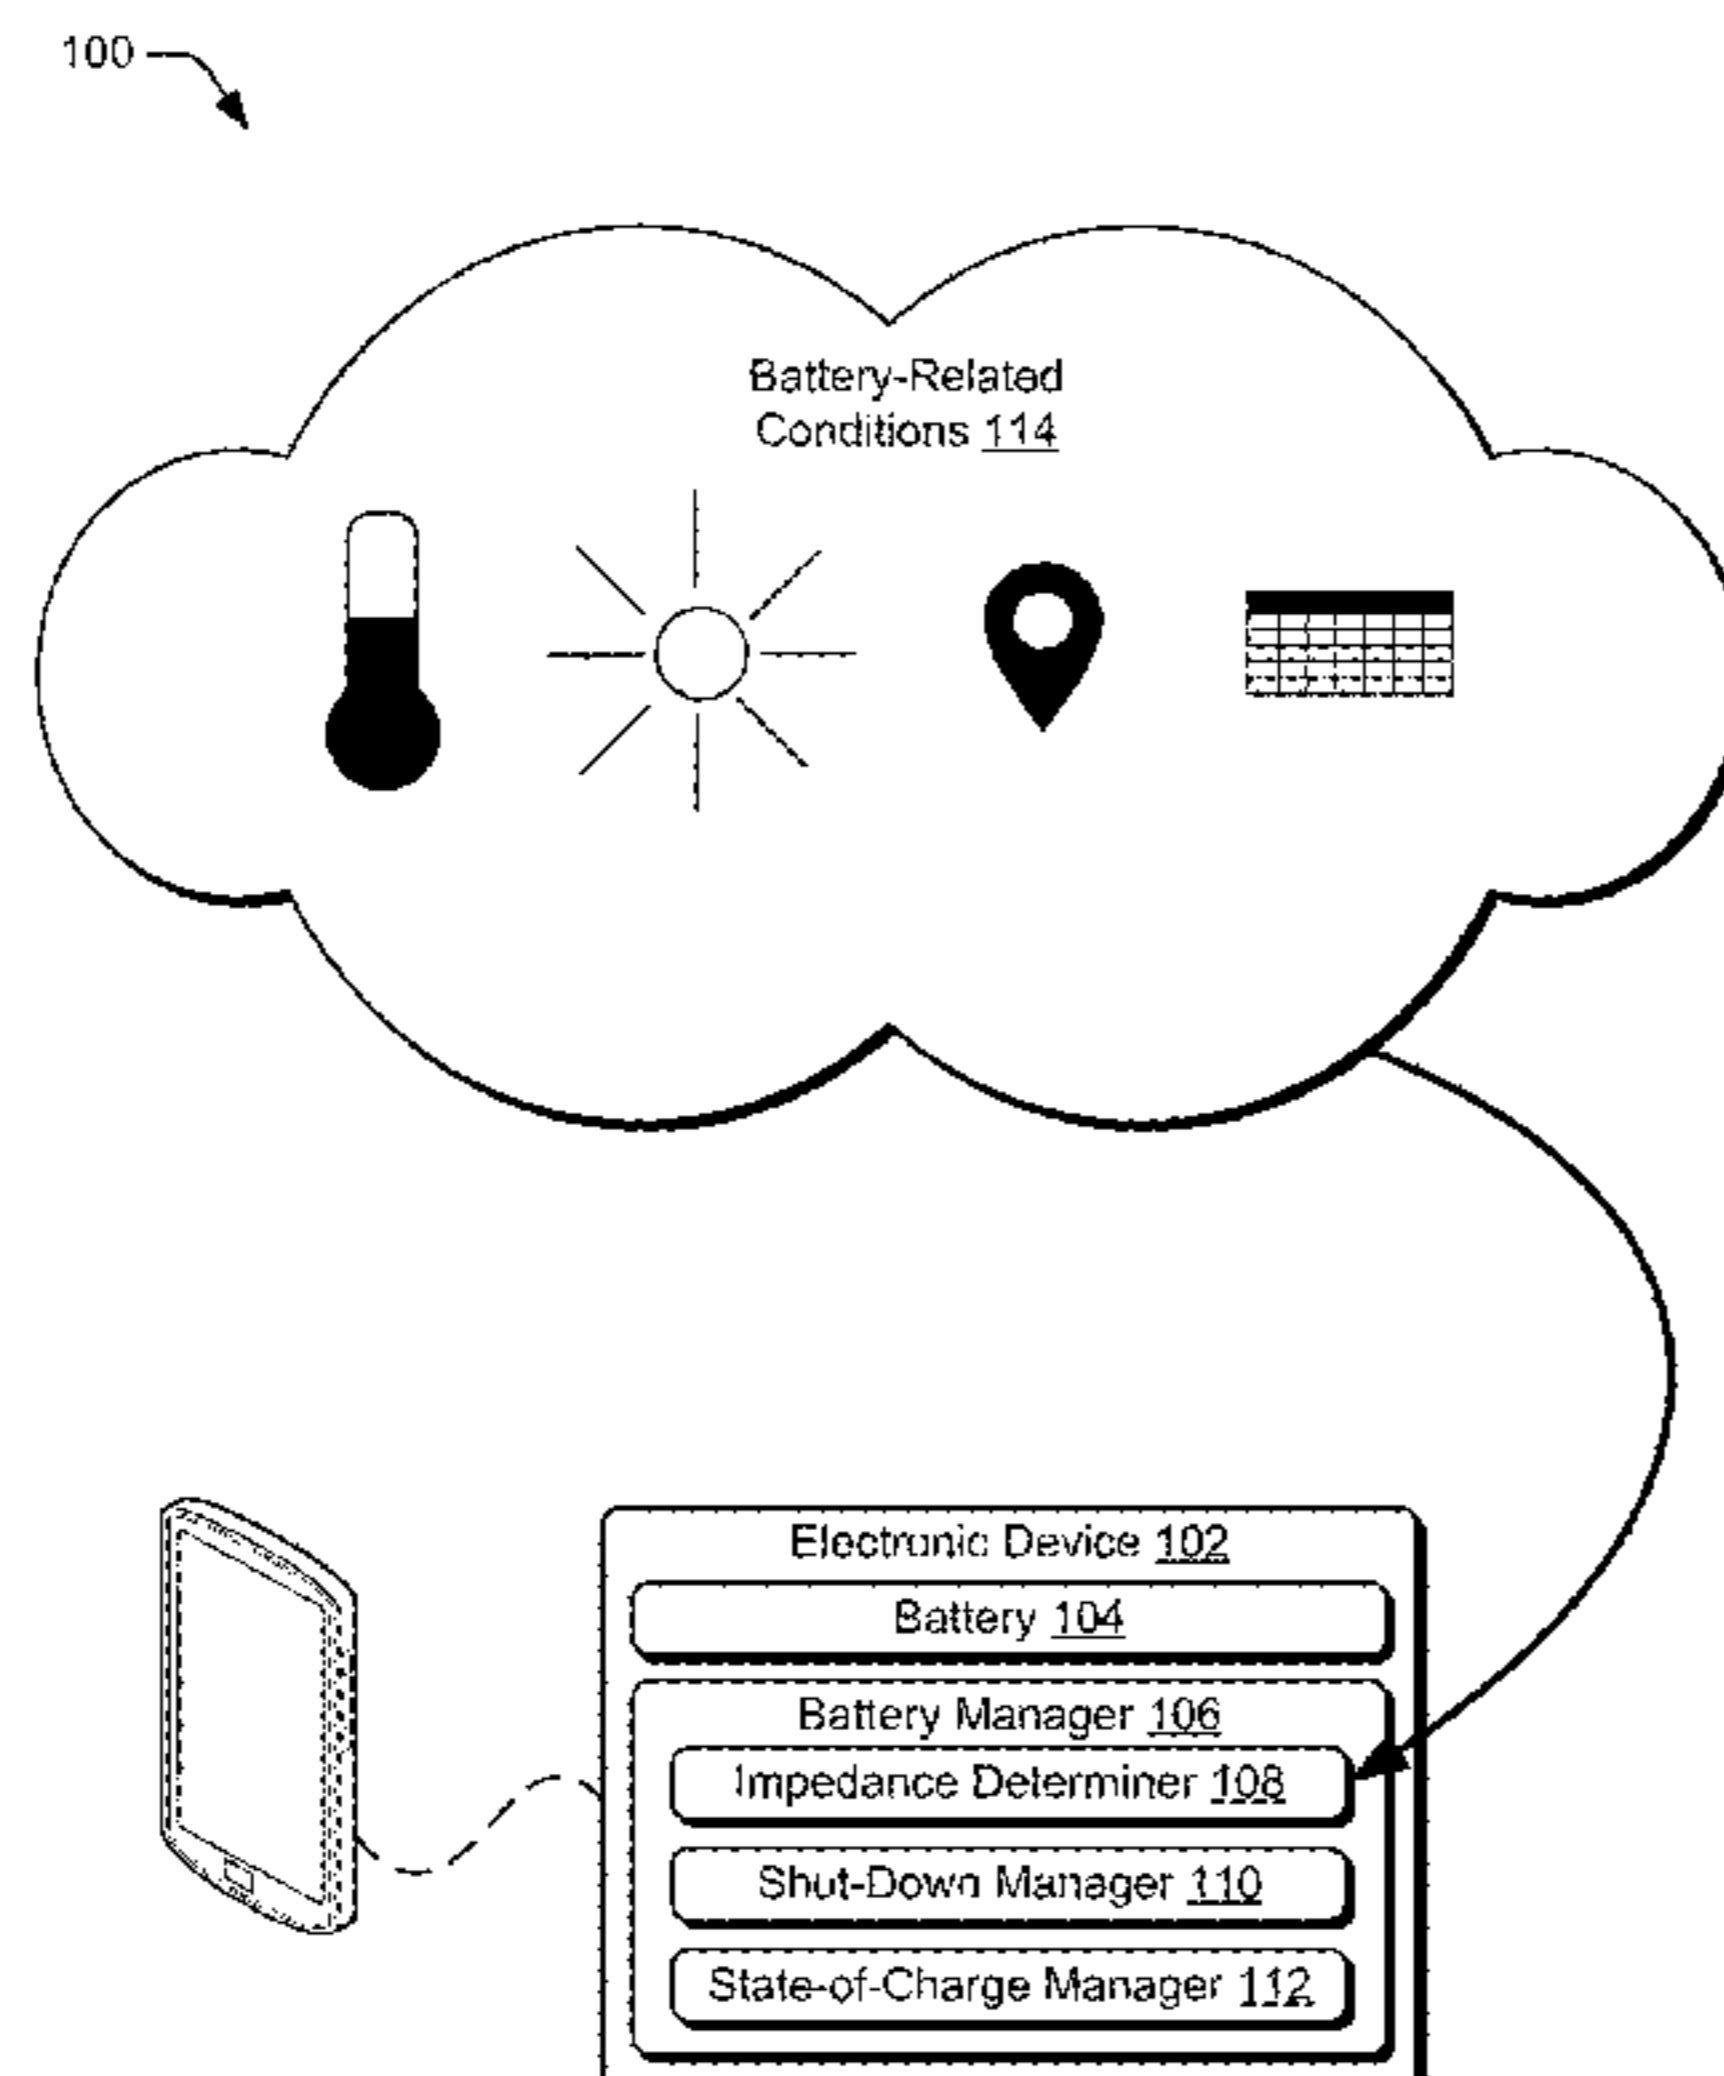 100
Battery-Related
Conditions 114
Electronic Device 102
Battery 104
Battery Manager 106
Impedance Determiner 108
Shut-Down Manager 110
State-of-Charge Manager 112